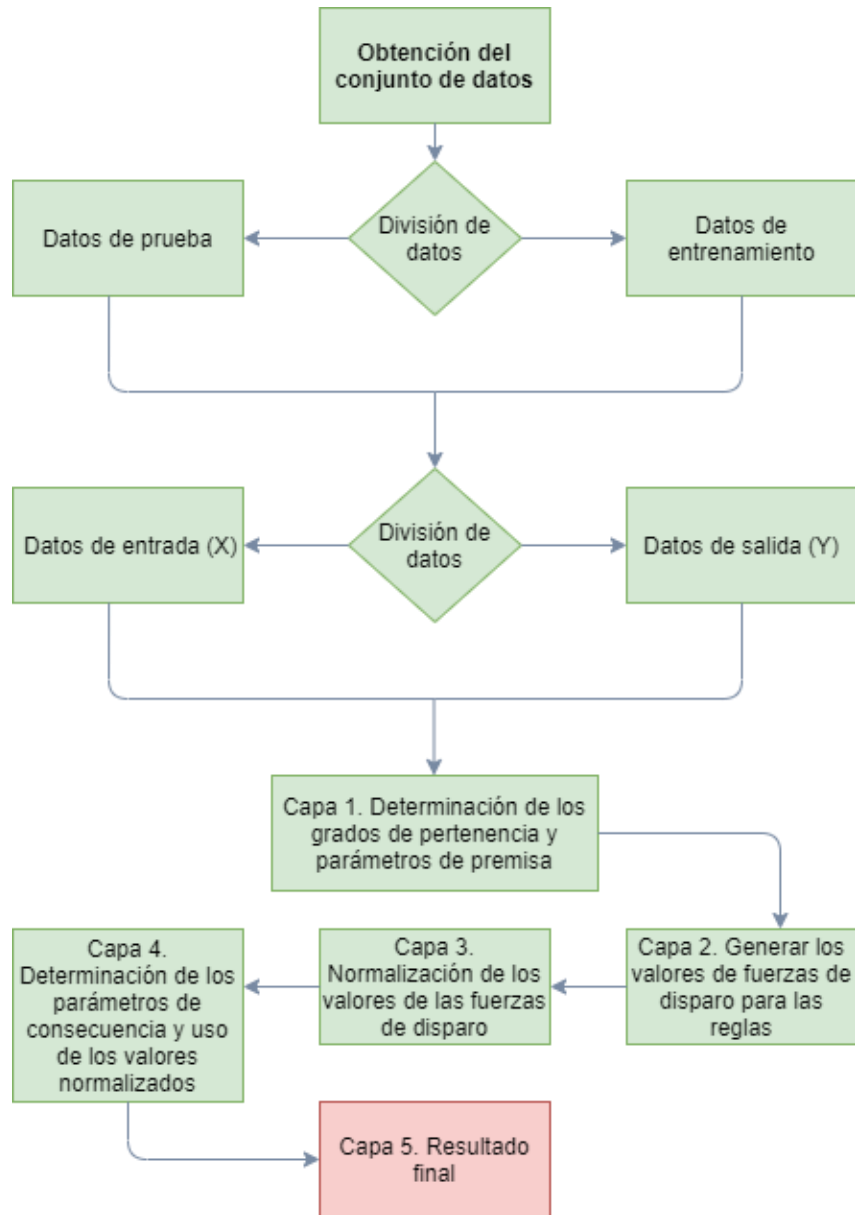 Obtención del
conjunto de datos
Datos de prueba
División de
datos
Datos de
entrenamiento
Datos de entrada (X)
División de
datos
Datos de salida (Y)
Capa 1. Determinación de los
grados de pertenencia y
parámetros de premisa
Capa 2. Generar los
valores de fuerzas de
disparo para las
reglas
Capa 3.
Normalización de los
valores de las fuerzas
de disparo
Capa 4.
Determinación de los
parámetros de
consecuencia y uso
de los valores
normalizados
Capa 5. Resultado
final